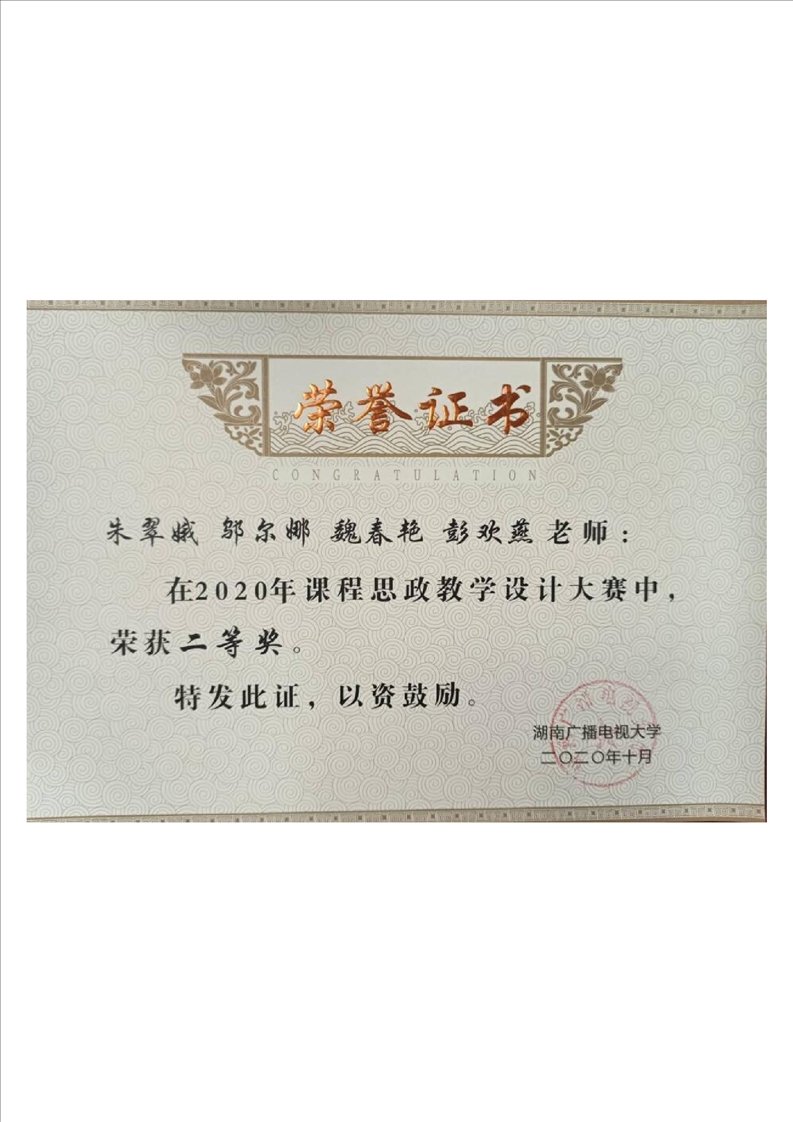 荣誉证书
CONGRATULATION
朱翠娥 邬尔娜 魏春艳 彭欢燕老师：
在2020年课程思政教学设计大赛中，
荣获二等奖。
特发此证，以资鼓励。
湖南广播电视大学
二〇二〇年十月